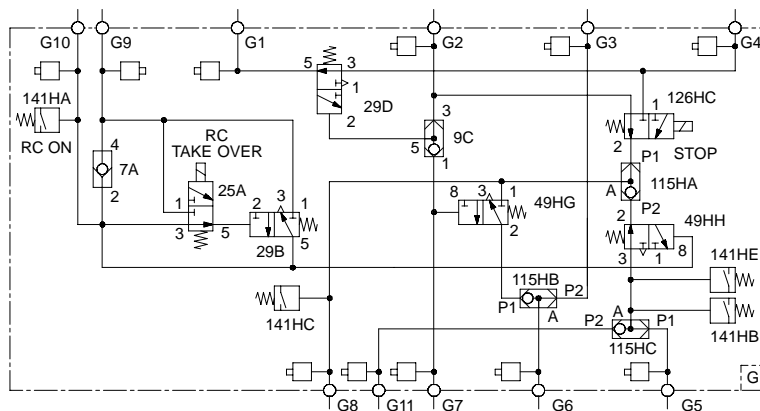 G10 G9 G1 G2 G3 G4
141HA
RC ON
4
7A
2
RC
TAKE OVER
25A
1
3 5
2 3 1
29B 5
5 3
1
29D
2
3
9C
5
1
1 126HC
2
STOP
P1
A 115HA
P2
8 3 1
49HG
2
2 49HH
3 1 8
141HE
141HB
115HB
P1 P2
A
141HC
P2 A P1
115HC
G
G8 G11 G7 G6 G5